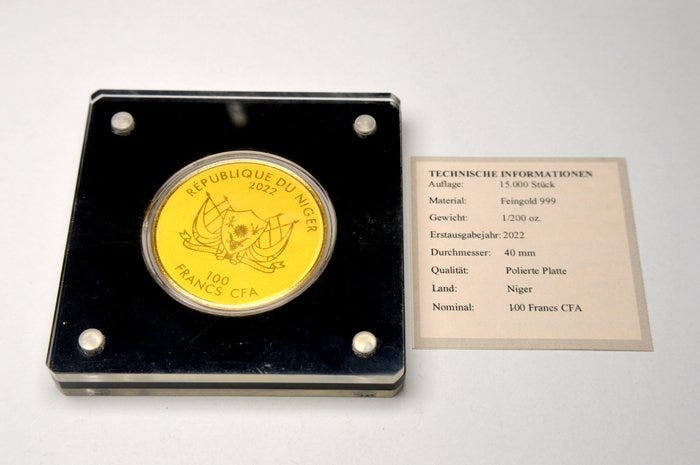 RÉPUBLIQUE DU NIGER
2022
100
FRANCS CFA
TECHNISCHE INFORMATIONEN
Auflage: 15.000 Stück
Material: Feingold 999
Gewicht: 1/200 oz.
Erstausgabejahr: 2022
Durchmesser: 40 mm
Qualität: Polierte Platte
Land: Niger
Nominal: 100 Francs CFA